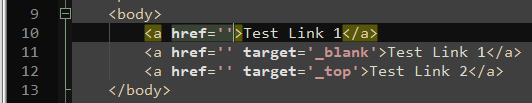 9 <body>
10 <a href=''>Test Link 1</a>
11 <a href='' target='_blank'>Test Link 1</a>
12 <a href='' target='_top'>Test Link 2</a>
13 </body>